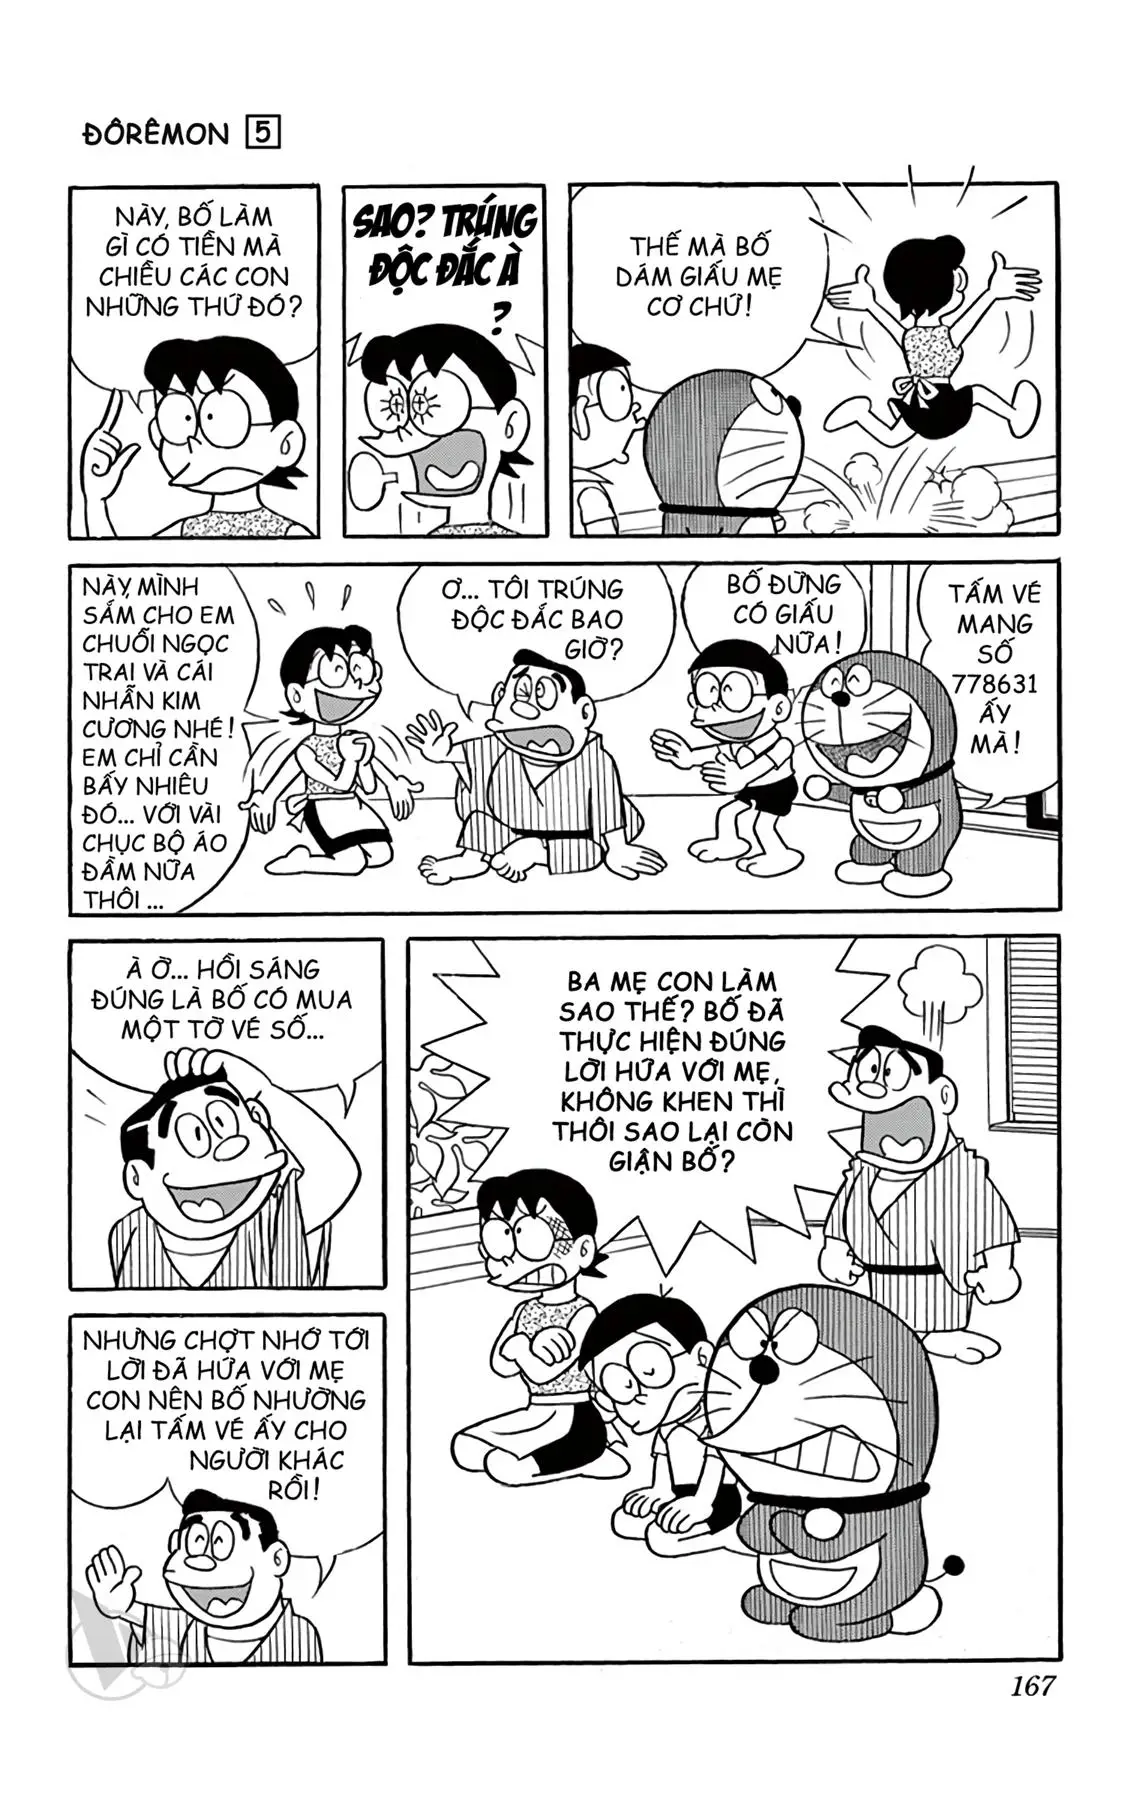 ĐÔRÊMON 5
NÀY, BỐ LÀM
GÌ CÓ TIỀN MÀ
CHIỀU CÁC CON
NHỮNG THỨ ĐÓ?
SAO? TRÚNG
ĐỘC ĐẮC À
?
THẾ MÀ BỐ
DÁM GIẤU MẸ
CƠ CHỨ!
NÀY, MÌNH
SẮM CHO EM
CHUỖI NGỌC
TRAI VÀ CÁI
NHẪN KIM
CƯƠNG NHÉ!
EM CHỈ CẦN
BẤY NHIÊU
ĐÓ... VỚI VÀI
CHỤC BỘ ÁO
ĐẦM NỮA
THÔI ...
Ơ... TÔI TRÚNG
ĐỘC ĐẮC BAO
GIỜ?
BỐ ĐỪNG
CÓ GIẤU
NỮA!
TẤM VÉ
MANG
SỐ
778631
ẤY
MÀ!
À Ờ... HỒI SÁNG
ĐÚNG LÀ BỐ CÓ MUA
MỘT TỜ VÉ SỐ...
NHƯNG CHỢT NHỚ TỚI
LỜI ĐÃ HỨA VỚI MẸ
CON NÊN BỐ NHƯỜNG
LẠI TẤM VÉ ẤY CHO
NGƯỜI KHÁC
RỒI!
BA MẸ CON LÀM
SAO THẾ? BỐ ĐÃ
THỰC HIỆN ĐÚNG
LỜI HỨA VỚI MẸ,
KHÔNG KHEN THÌ
THÔI SAO LẠI CÒN
GIẬN BỐ?
167